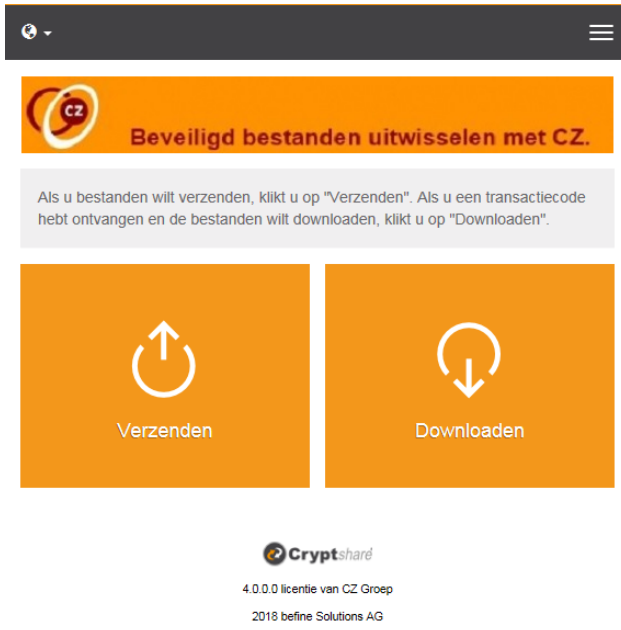 CZ
Beveiligd bestanden uitwisselen met CZ.
Als u bestanden wilt verzenden, klikt u op "Verzenden". Als u een transactiecode
hebt ontvangen en de bestanden wilt downloaden, klikt u op "Downloaden".
Verzenden
Downloaden
Cryptshare
4.0.0.0 licentie van CZ Groep
2018 befine Solutions AG